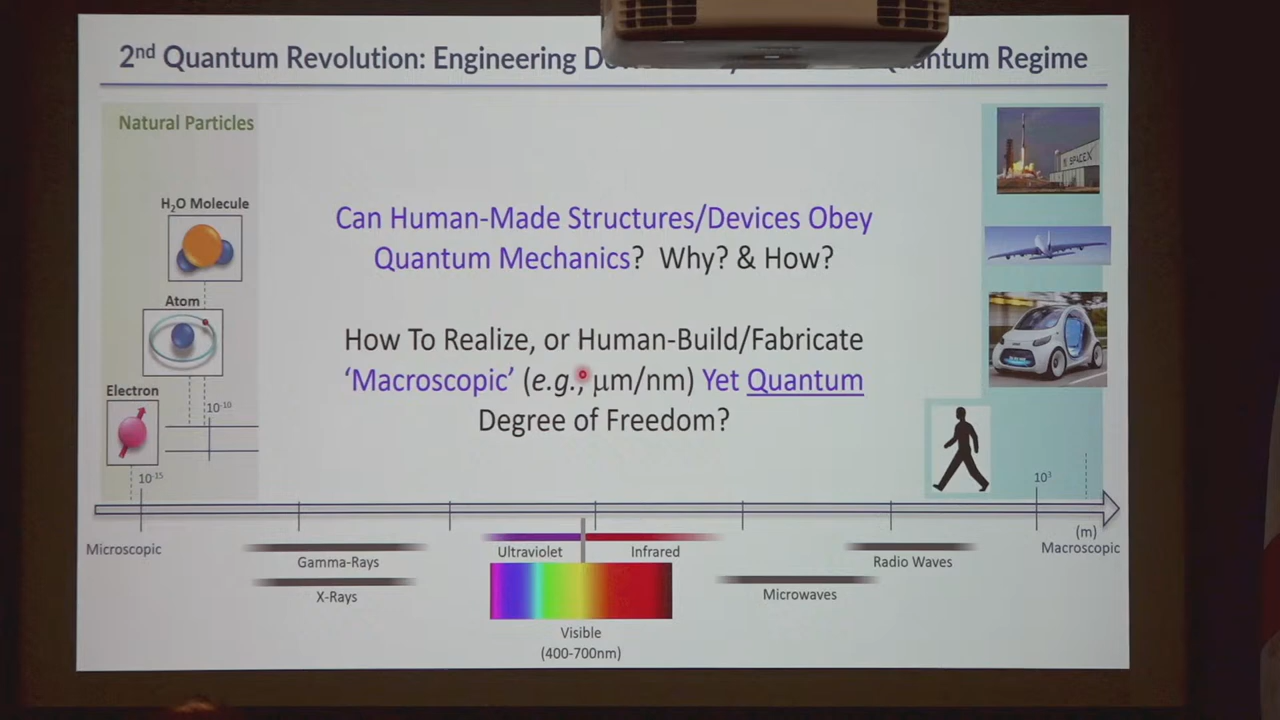 2nd Quantum Revolution: Engineering Quantum Regime
Natural Particles
H2O Molecule
Atom
Electron
10-10
10-15
Can Human-Made Structures/Devices Obey
Quantum Mechanics? Why? & How?
How To Realize, or Human-Build/Fabricate
‘Macroscopic’ (e.g., μm/nm) Yet Quantum
Degree of Freedom?
SPACEX
10³
(m)
Microscopic
Macroscopic
Gamma-Rays
X-Rays
Ultraviolet
Infrared
Visible
(400-700nm)
Microwaves
Radio Waves